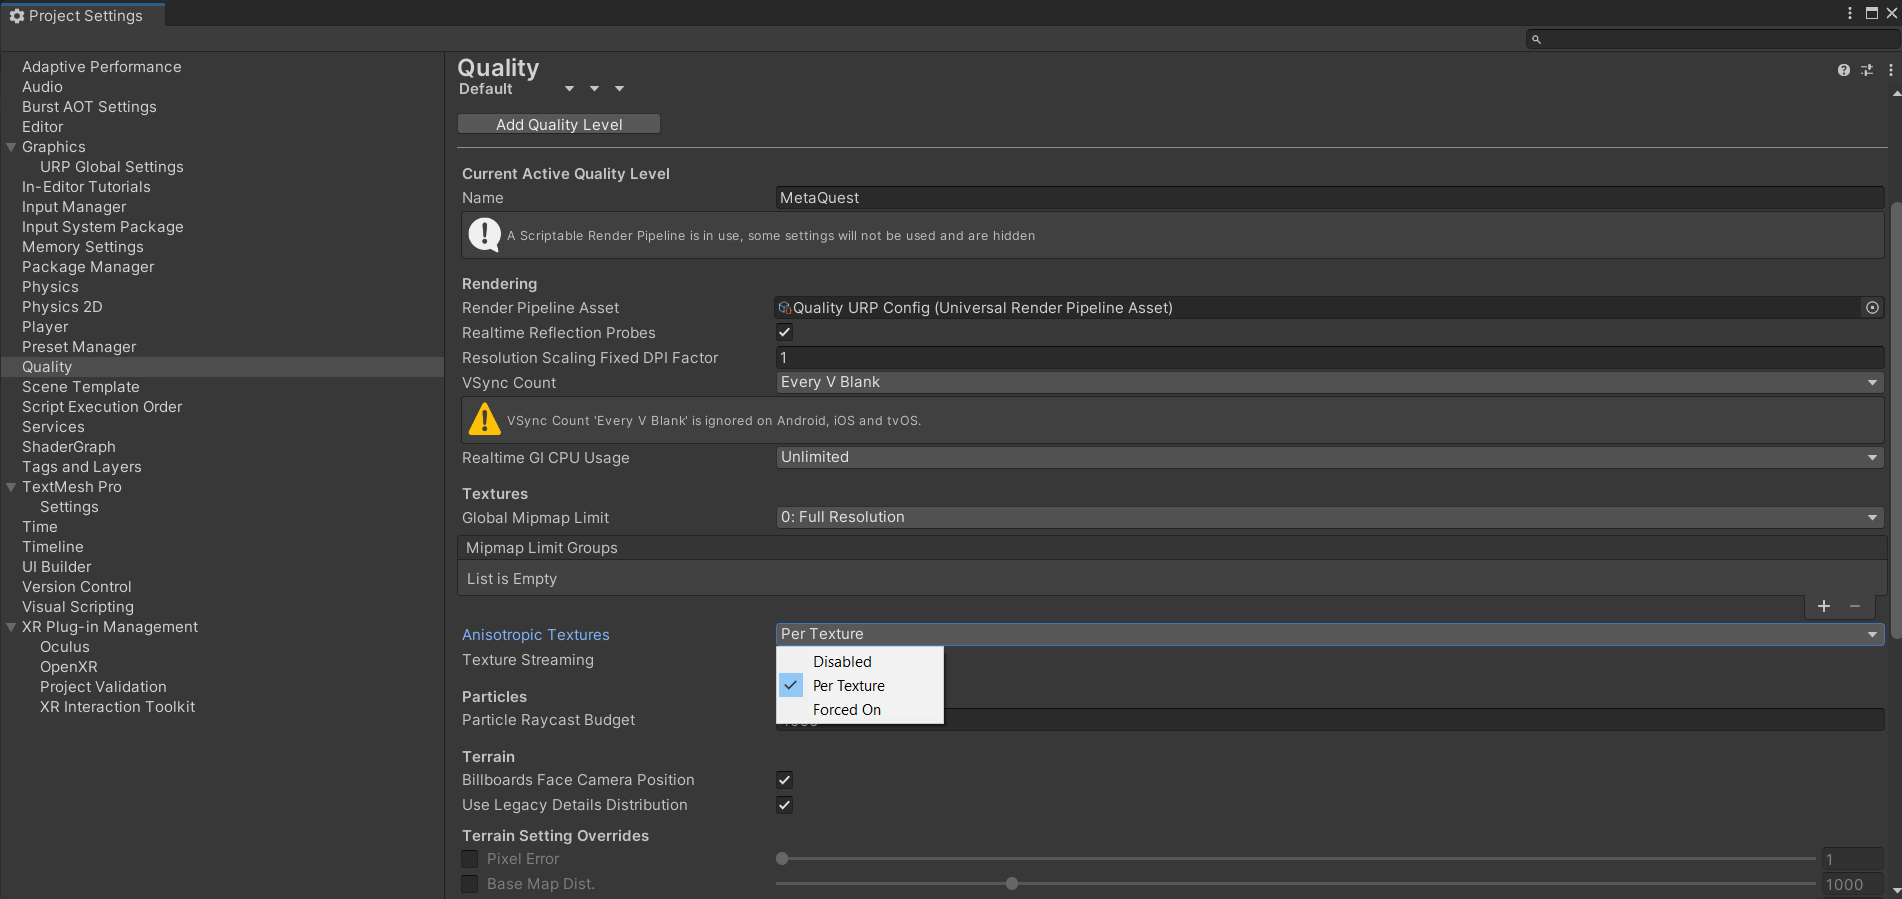 Project Settings
Adaptive Performance
Audio
Burst AOT Settings
Editor
Graphics
URP Global Settings
In-Editor Tutorials
Input Manager
Input System Package
Memory Settings
Package Manager
Physics
Physics 2D
Player
Preset Manager
Quality
Scene Template
Script Execution Order
Services
ShaderGraph
Tags and Layers
TextMesh Pro
Settings
Time
Timeline
UI Builder
Version Control
Visual Scripting
XR Plug-in Management
Oculus
OpenXR
Project Validation
XR Interaction Toolkit
Quality
Default
Add Quality Level
Current Active Quality Level
Name MetaQuest
A Scriptable Render Pipeline is in use, some settings will not be used and are hidden
Rendering
Render Pipeline Asset Quality URP Config (Universal Render Pipeline Asset)
Realtime Reflection Probes
Resolution Scaling Fixed DPI Factor 1
VSync Count Every V Blank
VSync Count 'Every V Blank' is ignored on Android, iOS and tvOS.
Realtime GI CPU Usage Unlimited
Textures
Global Mipmap Limit 0: Full Resolution
Mipmap Limit Groups
List is Empty
Anisotropic Textures Per Texture
Texture Streaming
Disabled
Per Texture
Forced On
Particles
Particle Raycast Budget
Terrain
Billboards Face Camera Position
Use Legacy Details Distribution
Terrain Setting Overrides
Pixel Error 1
Base Map Dist. 1000